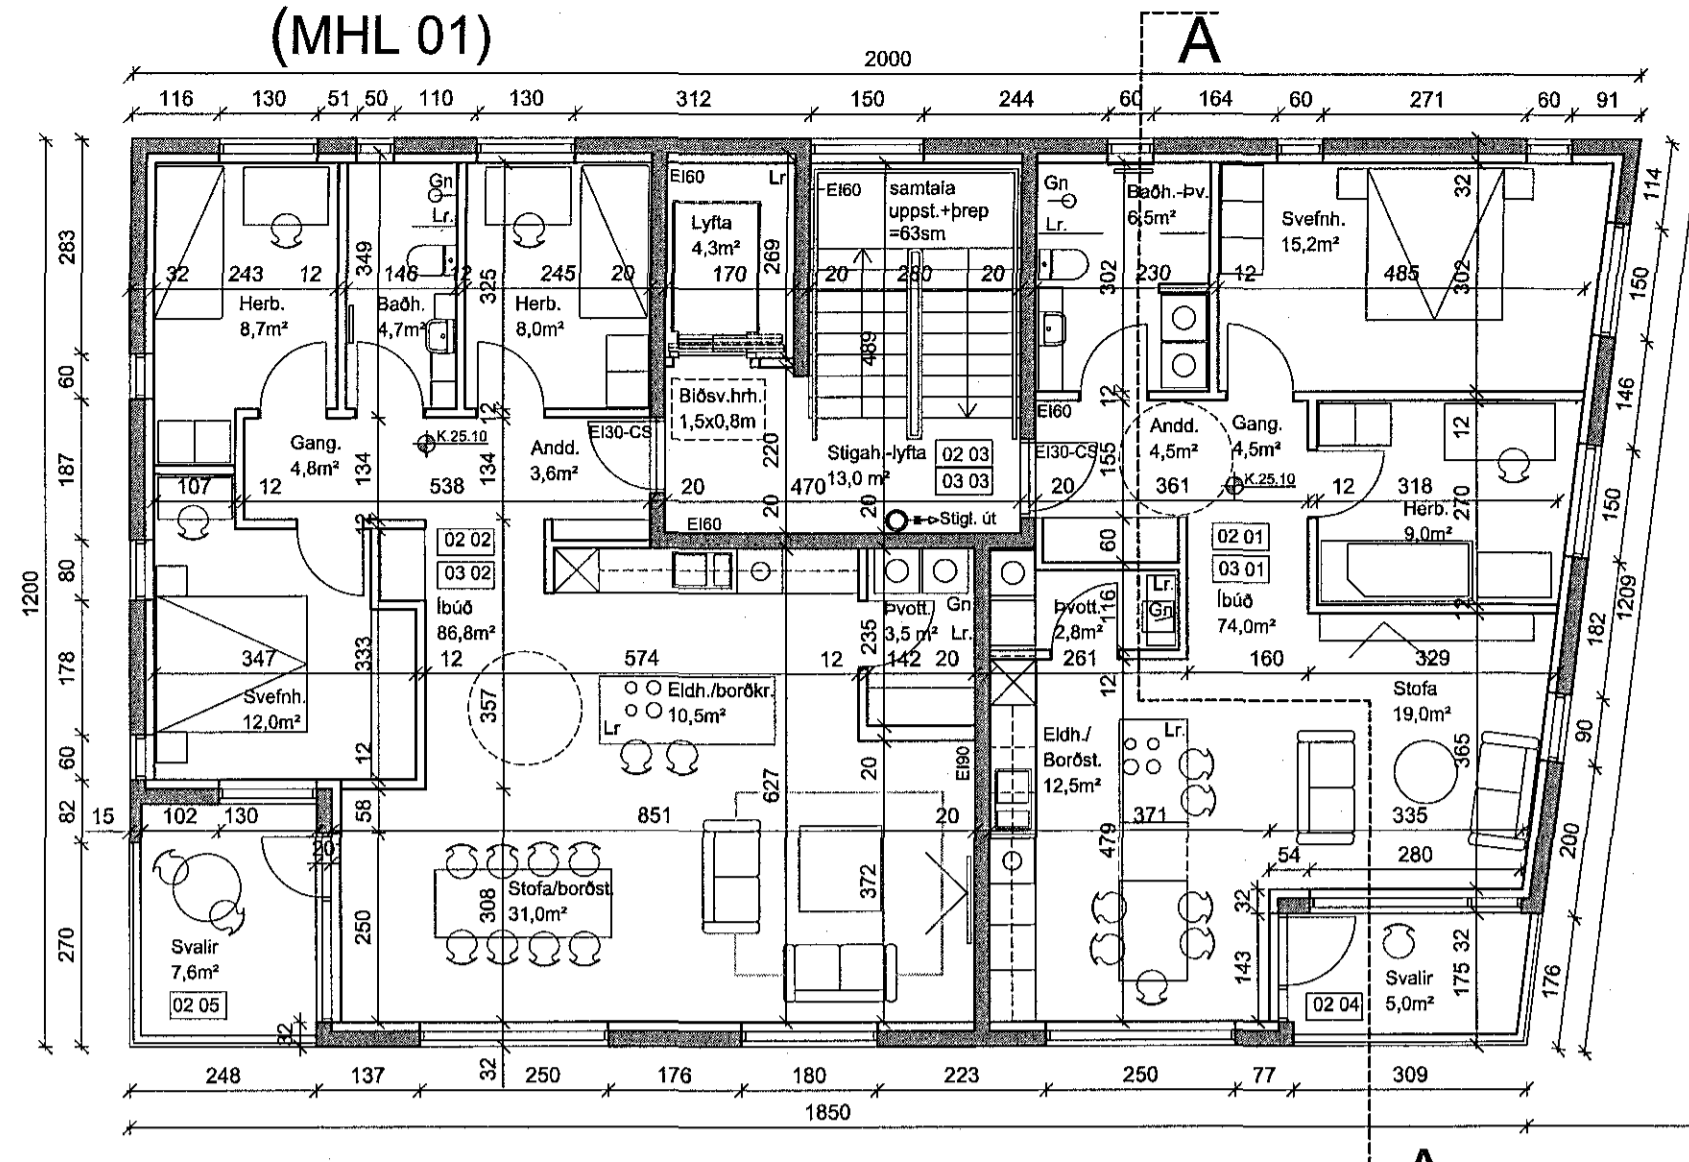 (MHL 01)
A
2000
116 130 51 50 110 130 312 150 244 60 164 60 271 60 91
1200
283
60
187
80
178
60
82
270
114
150
146
150
182
1209
90
200
176
Gn
Lr.
EI60
Lr
Lyfta
4,3m²
269
EI60
samtala
uppst.+þrep
=63sm
Gn
Lr.
Baðh.-Þv.
6,5m²
Svefnh.
15,2m²
32
32 243 12 349 146 12 325 245 20 170 20 280 20 302 230 12 485 302
Herb.
8,7m²
Baðh.
4,7m²
Herb.
8,0m²
489
Biðsv.hrh.
1,5x0,8m
220
12
EI60
12
Gang.
4,8m²
134
K.25.10
134
Andd.
3,6m²
EI30-CS
Stigah.-lyfta
13,0 m²
02 03
03 03
EI30-CS
155
Andd.
4,5m²
Gang.
4,5m²
K.25.10
12
107 12 538 20 470 20 361 12 318
20
20
12
EI60
Stigl. út
Herb.
9,0m²
270
02 02
03 02
Íbúð
86,8m²
60
02 01
03 01
Íbúð
74,0m²
Þvott.
3,5 m²
Gn
Lr.
235
Þvott.
2,8m²
116
Lr.
Gn
12
333
347 12 574 12 142 20 261 160 329
12
Svefnh.
12,0m²
357
Eldh./borðkr.
10,5m²
Lr
Eldh./
Borðst.
12,5m²
Lr.
Stofa
19,0m²
365
12
20
EI90
627
15 102 130 58 851 20 371 335
20
479
54 280
Stofa/borðst.
31,0m²
308
372
250
32
143
32
175
Svalir
7,6m²
02 05
32
Svalir
5,0m²
02 04
248 137 32 250 176 180 223 250 77 309
1850
A